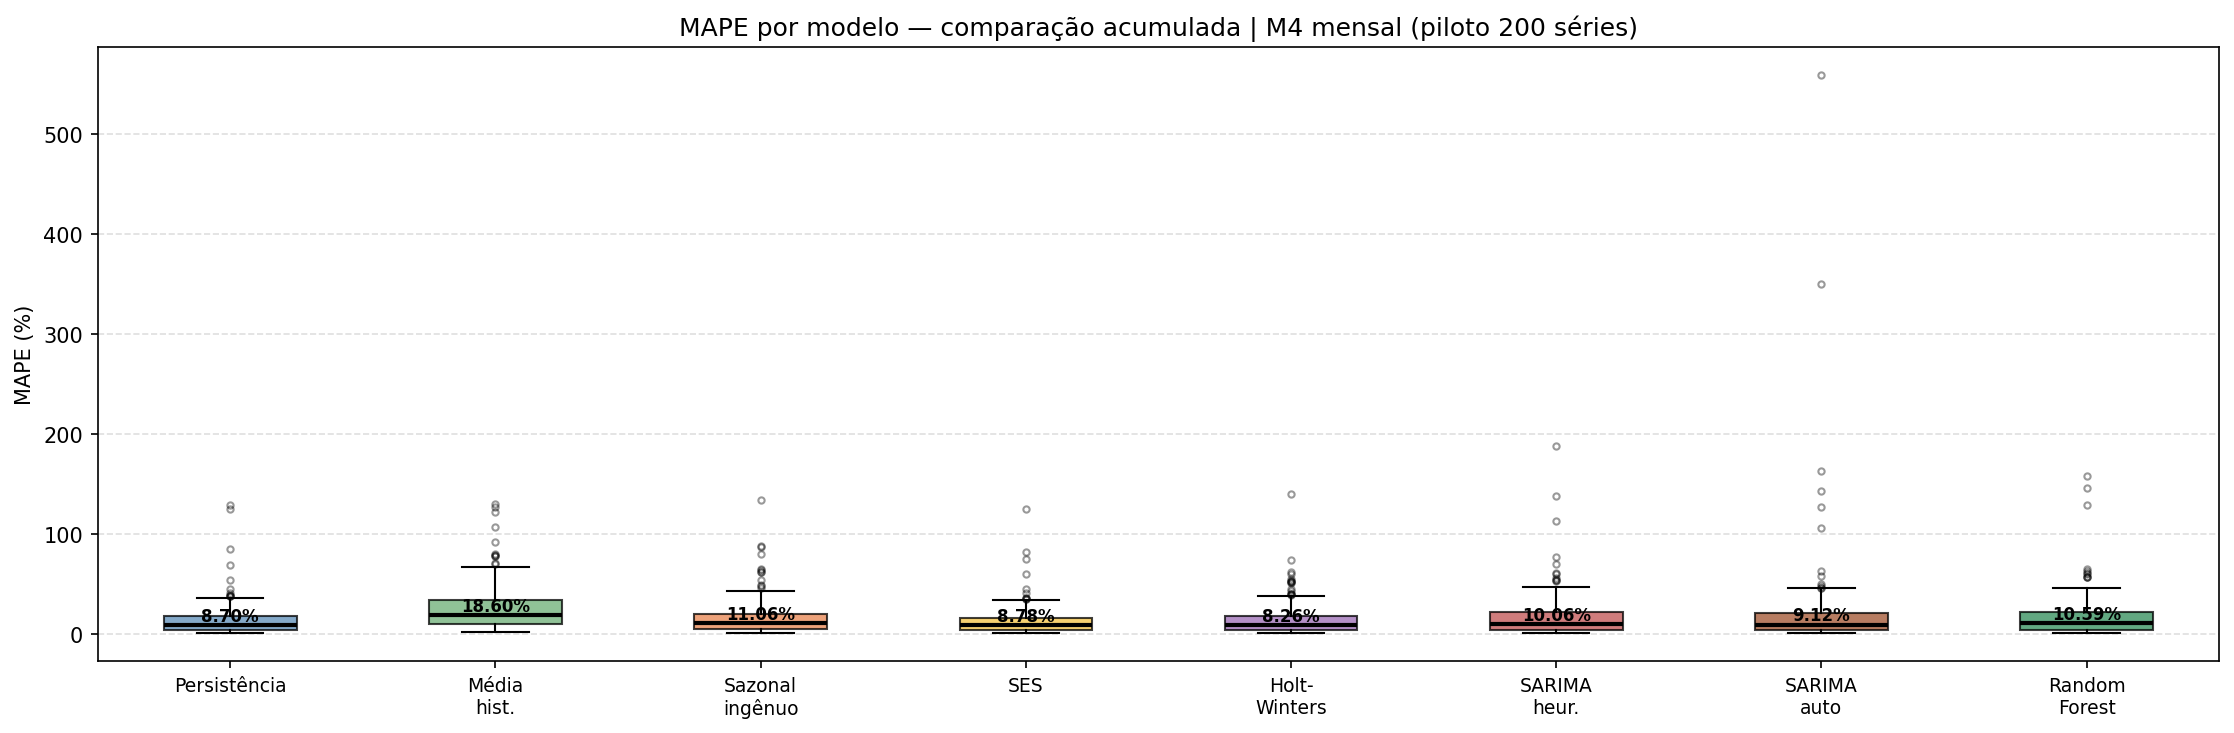 MAPE por modelo — comparação acumulada | M4 mensal (piloto 200 séries)
MAPE (%)
500
400
300
200
100
0
8.70%
18.60%
11.06%
8.78%
8.26%
10.06%
9.12%
10.59%
Persistência
Média
hist.
Sazonal
ingênuo
SES
Holt-
Winters
SARIMA
heur.
SARIMA
auto
Random
Forest